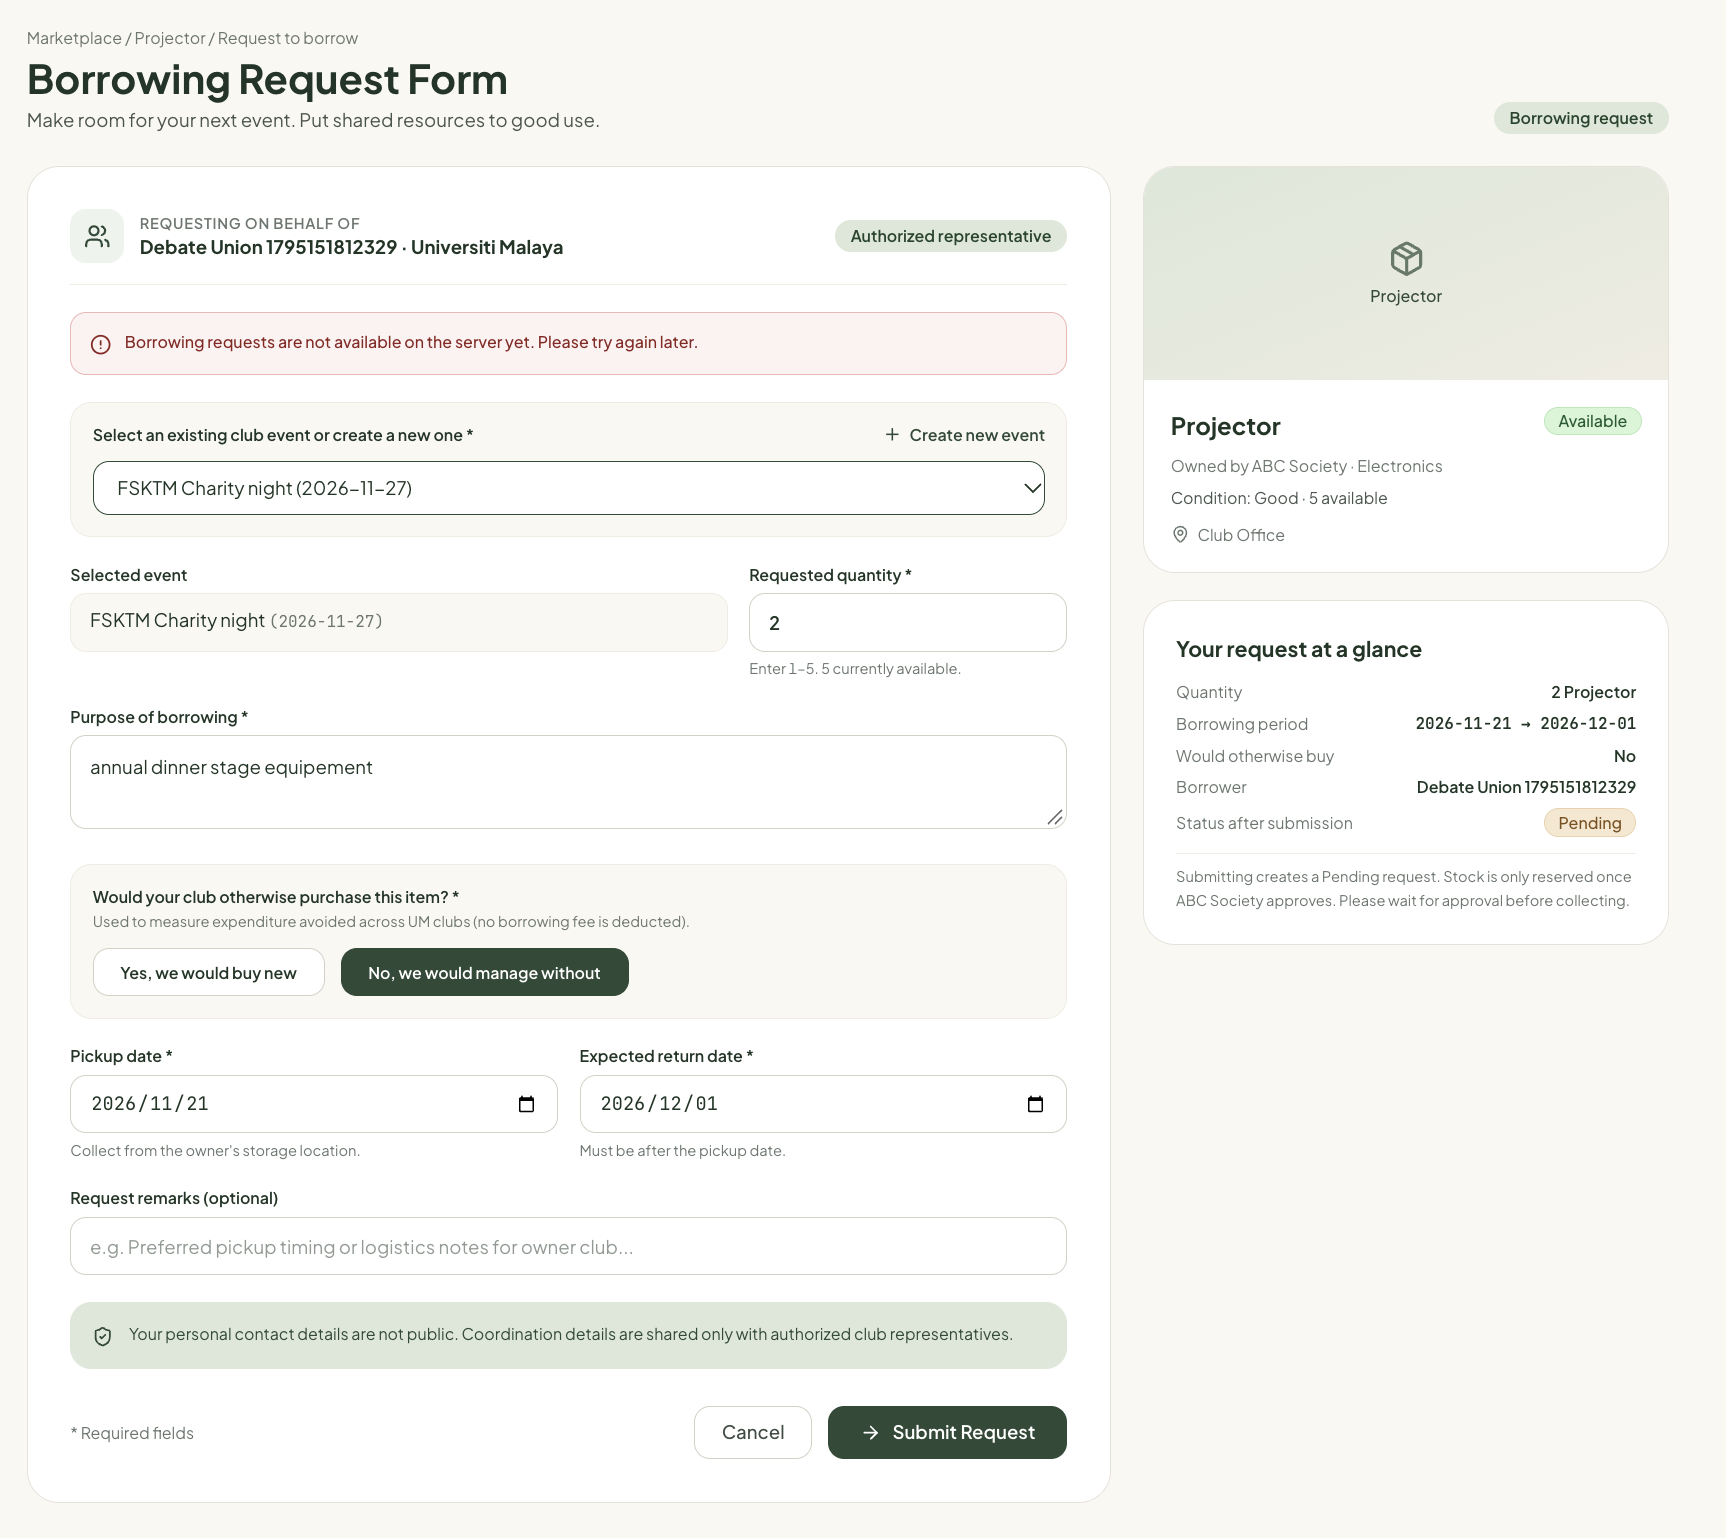 Marketplace / Projector / Request to borrow
Borrowing Request Form
Make room for your next event. Put shared resources to good use.
Borrowing request
REQUESTING ON BEHALF OF
Debate Union 1795151812329 · Universiti Malaya
Authorized representative
Borrowing requests are not available on the server yet. Please try again later.
Select an existing club event or create a new one *
+ Create new event
FSKTM Charity night (2026-11-27)
Selected event
FSKTM Charity night (2026-11-27)
Requested quantity *
2
Enter 1–5. 5 currently available.
Purpose of borrowing *
annual dinner stage equipement
Would your club otherwise purchase this item? *
Used to measure expenditure avoided across UM clubs (no borrowing fee is deducted).
Yes, we would buy new
No, we would manage without
Pickup date *
2026/11/21
Collect from the owner's storage location.
Expected return date *
2026/12/01
Must be after the pickup date.
Request remarks (optional)
e.g. Preferred pickup timing or logistics notes for owner club...
Your personal contact details are not public. Coordination details are shared only with authorized club representatives.
* Required fields
Cancel
→ Submit Request
Projector
Projector
Available
Owned by ABC Society · Electronics
Condition: Good · 5 available
Club Office
Your request at a glance
Quantity 2 Projector
Borrowing period 2026-11-21 → 2026-12-01
Would otherwise buy No
Borrower Debate Union 1795151812329
Status after submission Pending
Submitting creates a Pending request. Stock is only reserved once
ABC Society approves. Please wait for approval before collecting.